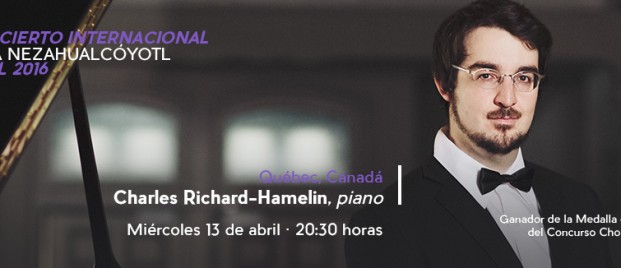 CIERTO INTERNACIONAL
NEZAHUALCÓYOTL
2016
Québec, Canadá
Charles Richard-Hamelin, piano
Miércoles 13 de abril · 20:30 horas
Ganador de la Medalla
del Concurso Cho